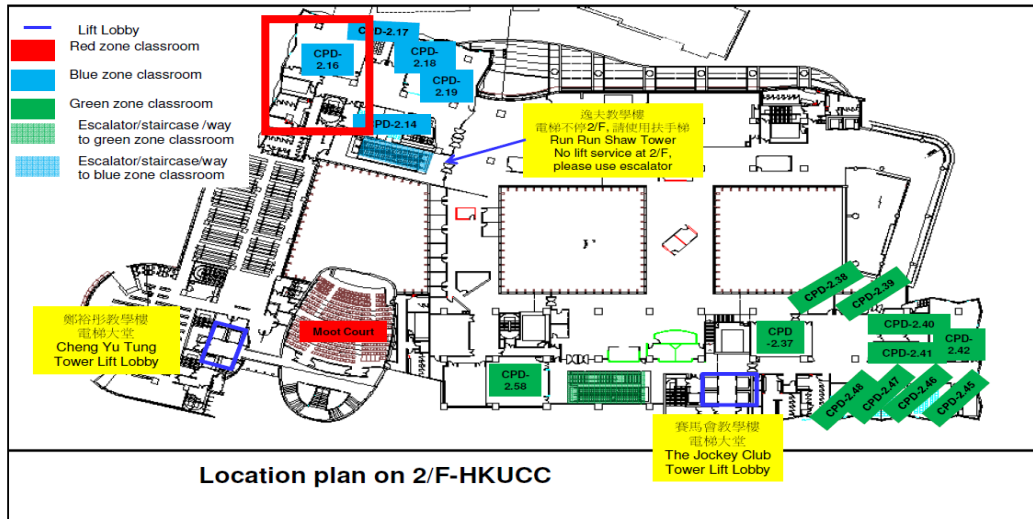 Lift Lobby
Red zone classroom
Blue zone classroom
Green zone classroom
Escalator/staircase /way
to green zone classroom
Escalator/staircase/way
to blue zone classroom
CPD-2.17
CPD-
2.16
CPD-
2.18
CPD-
2.19
CPD-2.14
逸夫教學樓
電梯不停2/F, 請使用扶手梯
Run Run Shaw Tower
No lift service at 2/F,
please use escalator
CPD-2.38
CPD-2.39
鄭裕彤教學樓
電梯大堂
Cheng Yu Tung
Tower Lift Lobby
Moot Court
CPD
-2.37
CPD-2.40
CPD-
2.42
CPD-2.41
CPD-
2.58
CPD-2.48
CPD-2.47
CPD-2.46
CPD-2.45
賽馬會教學樓
電梯大堂
The Jockey Club
Tower Lift Lobby
Location plan on 2/F-HKUCC